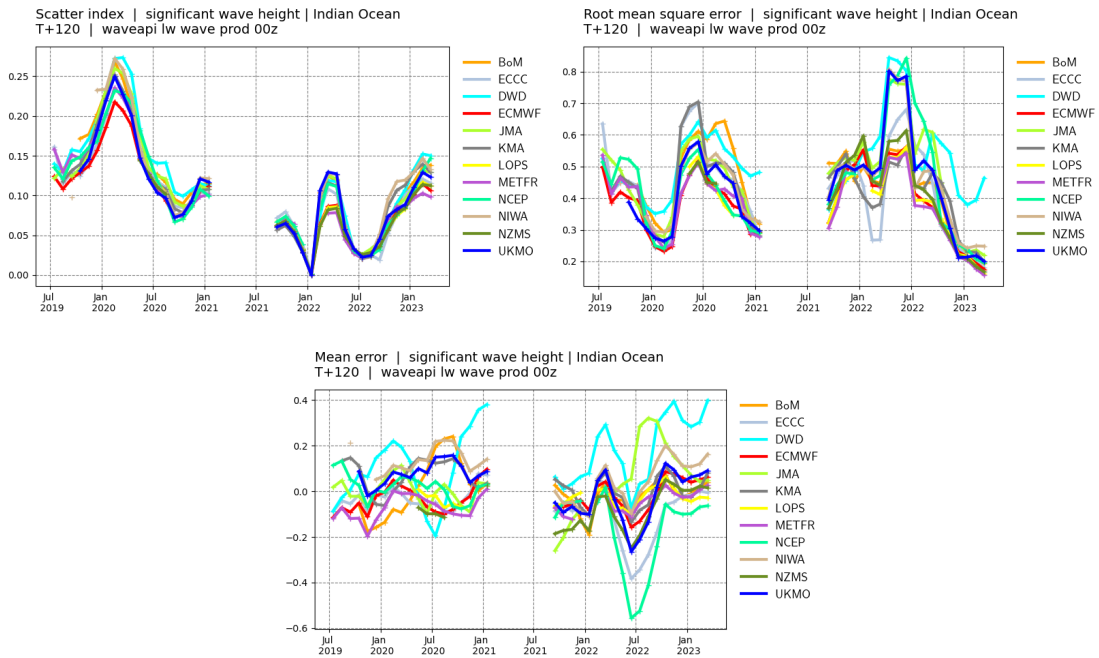 Scatter index | significant wave height | Indian Ocean
T+120 | waveapi lw wave prod 00z
0.25
0.20
0.15
0.10
0.05
0.00
Jul
2019
Jan
2020
Jul
2020
Jan
2021
Jul
2021
Jan
2022
Jul
2022
Jan
2023
BoM
ECCC
DWD
ECMWF
JMA
KMA
LOPS
METFR
NCEP
NIWA
NZMS
UKMO
Root mean square error | significant wave height | Indian Ocean
T+120 | waveapi lw wave prod 00z
0.8
0.7
0.6
0.5
0.4
0.3
0.2
Jul
2019
Jan
2020
Jul
2020
Jan
2021
Jul
2021
Jan
2022
Jul
2022
Jan
2023
BoM
ECCC
DWD
ECMWF
JMA
KMA
LOPS
METFR
NCEP
NIWA
NZMS
UKMO
Mean error | significant wave height | Indian Ocean
T+120 | waveapi lw wave prod 00z
0.4
0.2
0.0
−0.2
−0.4
−0.6
Jul
2019
Jan
2020
Jul
2020
Jan
2021
Jul
2021
Jan
2022
Jul
2022
Jan
2023
BoM
ECCC
DWD
ECMWF
JMA
KMA
LOPS
METFR
NCEP
NIWA
NZMS
UKMO